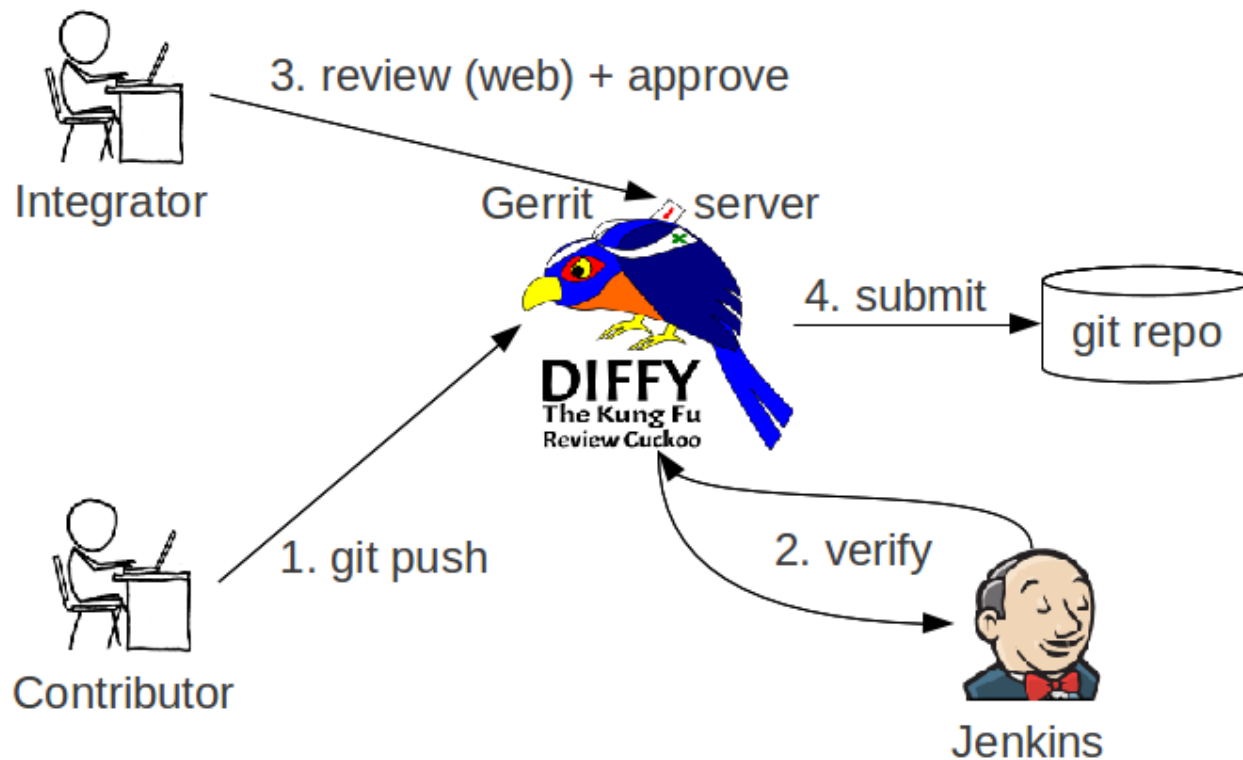 3. review (web) + approve
Integrator
Gerrit server
4. submit
git repo
DIFFY
The Kung Fu
Review Cuckoo
1. git push
2. verify
Contributor
Jenkins